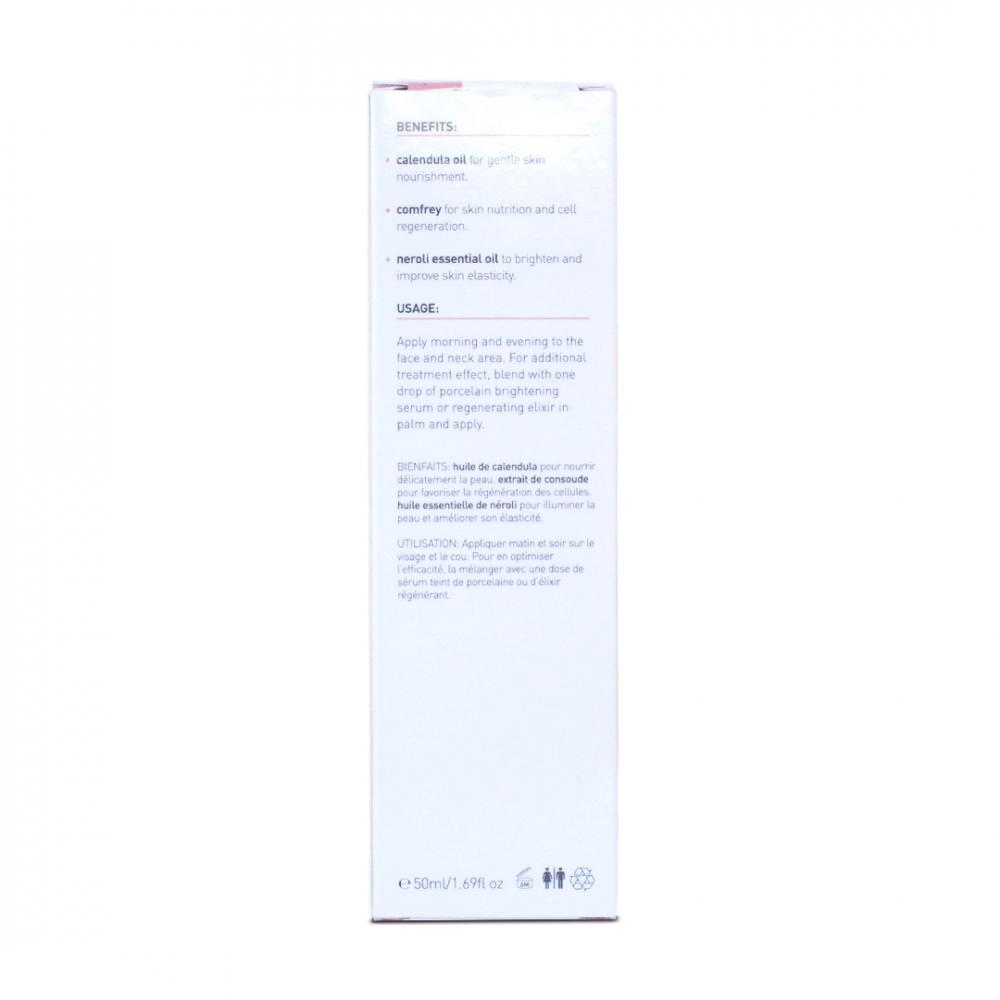 BENEFITS:
• calendula oil for gentle skin
nourishment.
• comfrey for skin nutrition and cell
regeneration.
• neroli essential oil to brighten and
improve skin elasticity.
USAGE:
Apply morning and evening to the
face and neck area. For additional
treatment effect, blend with one
drop of porcelain brightening
serum or regenerating elixir in
palm and apply.
BIENFAITS: huile de calendula pour nourrir
délicatement la peau. extrait de consoude
pour favoriser la régénération des cellules.
huile essentielle de néroli pour illuminer la
peau et améliorer son élasticité.
UTILISATION: Appliquer matin et soir sur le
visage et le cou. Pour en optimiser
l'efficacité, la mélanger avec une dose de
sérum teint de porcelaine ou d'élixir
régénérant.
℮ 50ml/1.69fl oz